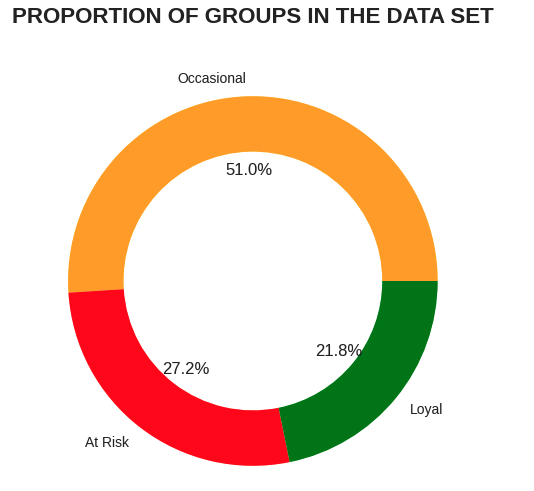 PROPORTION OF GROUPS IN THE DATA SET
Occasional
51.0%
27.2%
21.8%
At Risk
Loyal